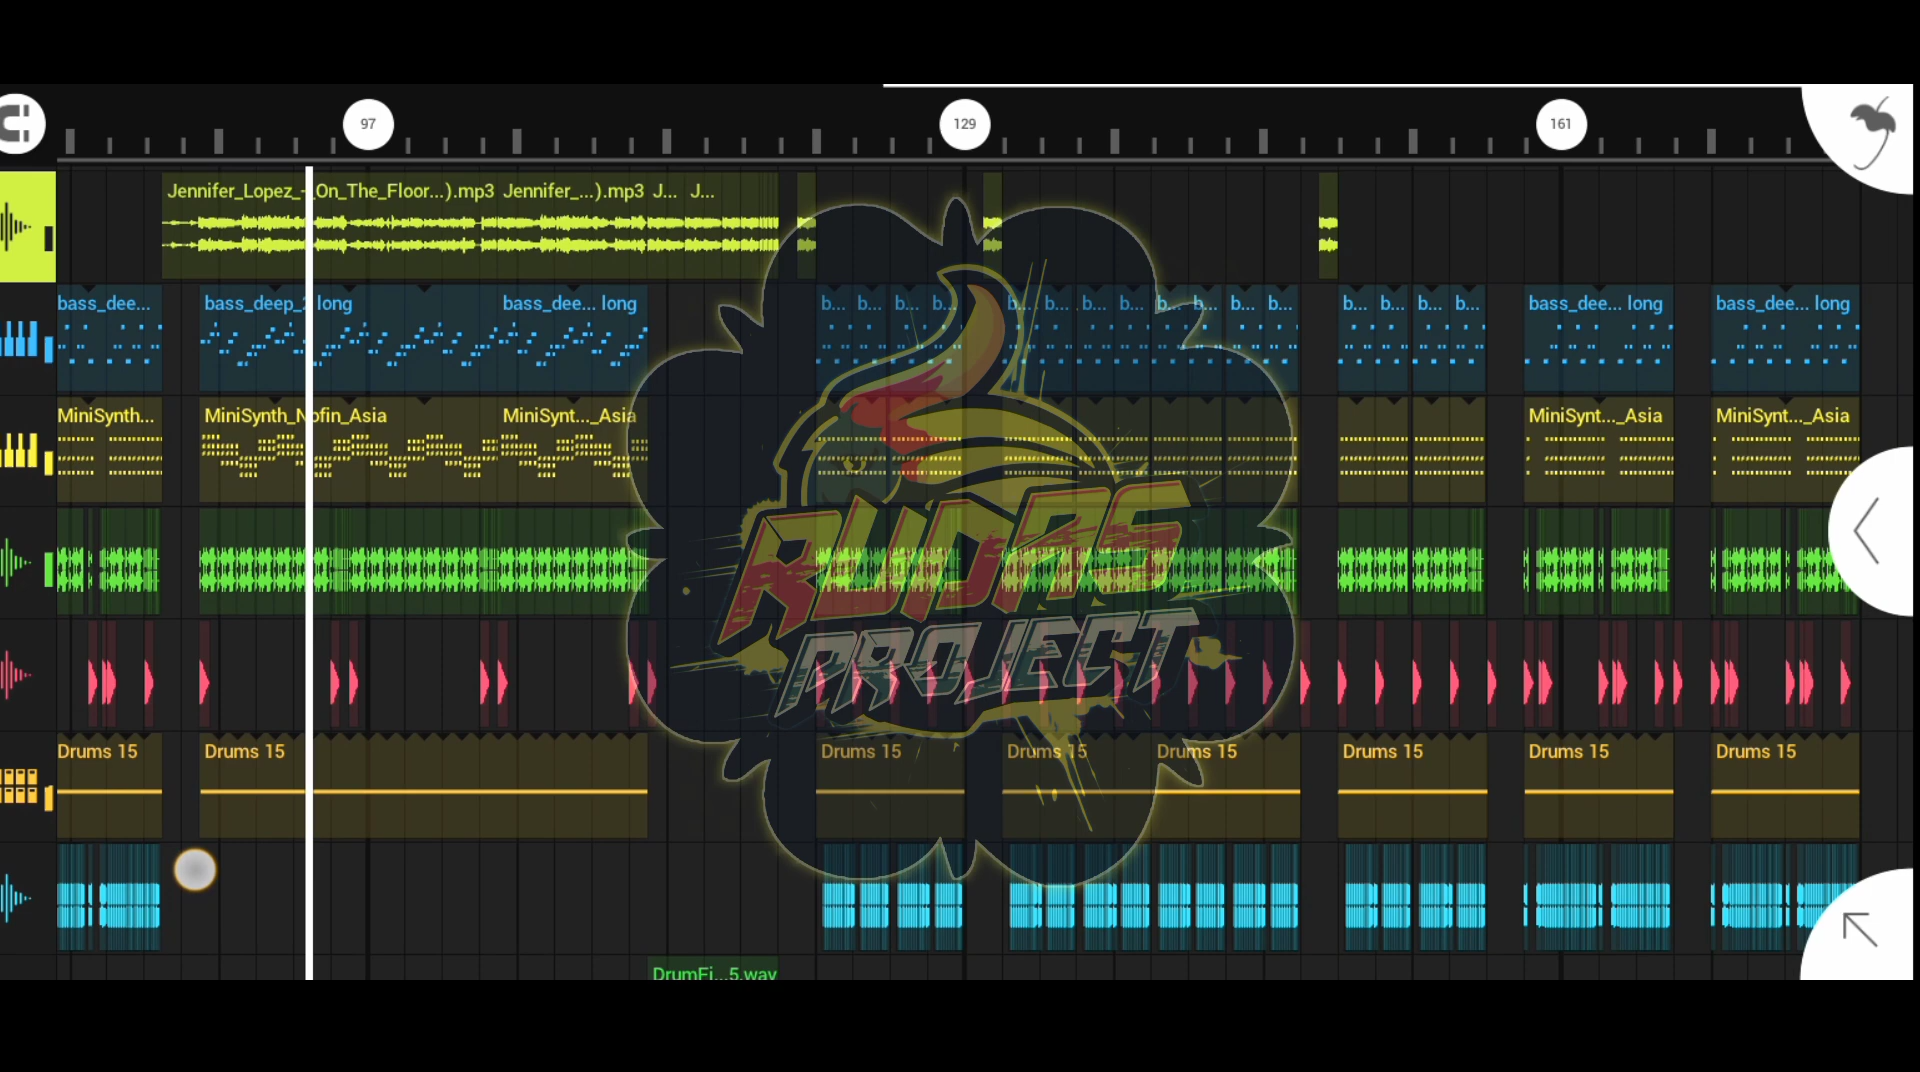 97 129 161
Jennifer_Lopez_-_On_The_Floor...).mp3 Jennifer_...).mp3 J... J...
bass_dee... bass_deep_2 long bass_dee... long b... b... b... b... b... b... b... b... b... b... b... b... b... b... b... b... bass_dee... long bass_dee... long
MiniSynth... MiniSynth_Nofin_Asia MiniSynt..._Asia MiniSynt..._Asia MiniSynt..._Asia
RUDAS
PROJECT
Drums 15 Drums 15 Drums 15 Drums 15 Drums 15 Drums 15 Drums 15 Drums 15
DrumFi...5.wav